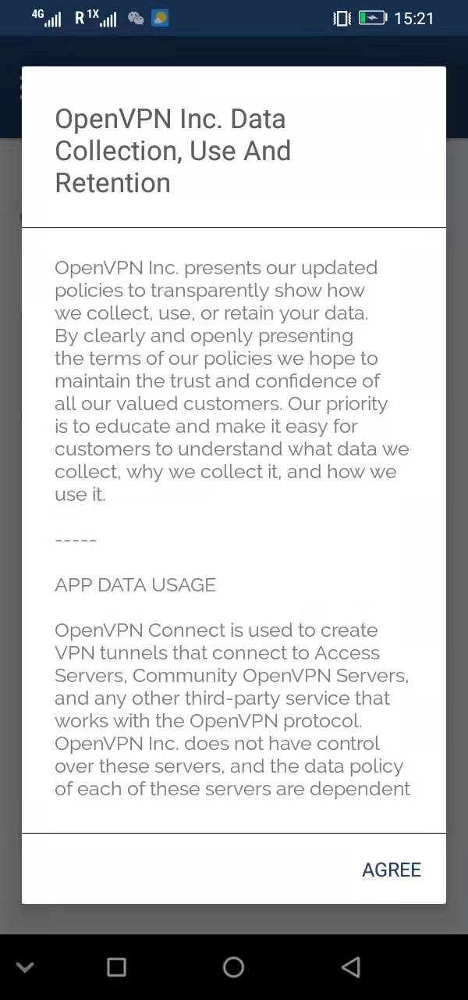 4G R 1X 15:21
OpenVPN Inc. Data
Collection, Use And
Retention
OpenVPN Inc. presents our updated
policies to transparently show how
we collect, use, or retain your data.
By clearly and openly presenting
the terms of our policies we hope to
maintain the trust and confidence of
all our valued customers. Our priority
is to educate and make it easy for
customers to understand what data we
collect, why we collect it, and how we
use it.
-----
APP DATA USAGE
OpenVPN Connect is used to create
VPN tunnels that connect to Access
Servers, Community OpenVPN Servers,
and any other third-party service that
works with the OpenVPN protocol.
OpenVPN Inc. does not have control
over these servers, and the data policy
of each of these servers are dependent
AGREE